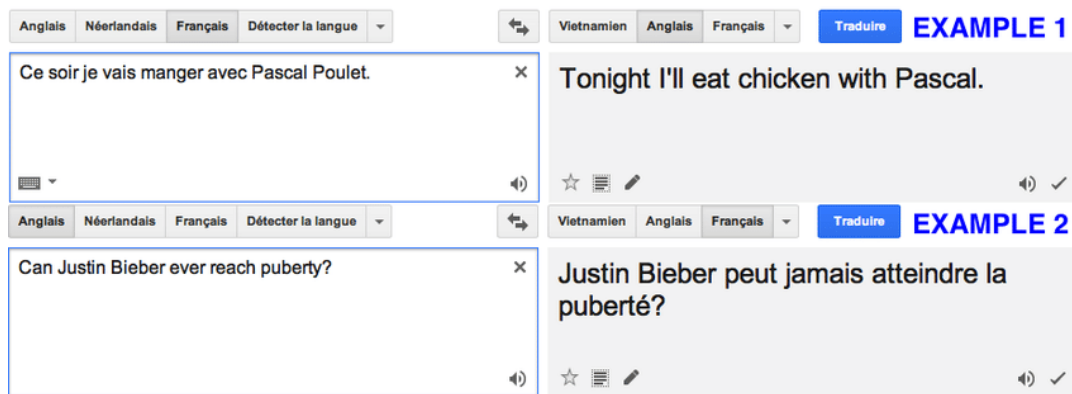 Anglais Néerlandais Français Détecter la langue Vietnamien Anglais Français Traduire EXAMPLE 1
Ce soir je vais manger avec Pascal Poulet.
Tonight I'll eat chicken with Pascal.
Anglais Néerlandais Français Détecter la langue Vietnamien Anglais Français Traduire EXAMPLE 2
Can Justin Bieber ever reach puberty?
Justin Bieber peut jamais atteindre la
puberté?